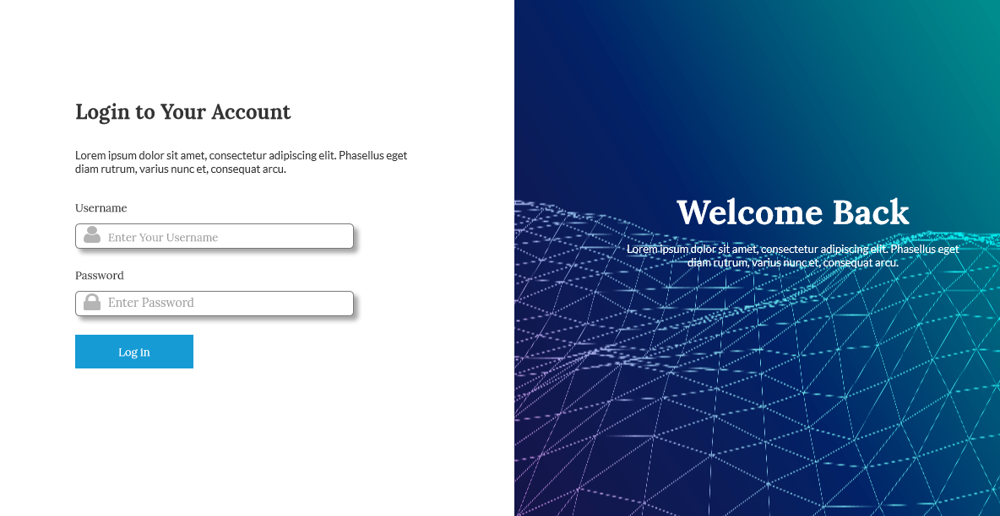 Login to Your Account
Lorem ipsum dolor sit amet, consectetur adipiscing elit. Phasellus eget
diam rutrum, varius nunc et, consequat arcu.
Username
Enter Your Username
Password
Enter Password
Log in
Welcome Back
Lorem ipsum dolor sit amet, consectetur adipiscing elit. Phasellus eget
diam rutrum, varius nunc et, consequat arcu.